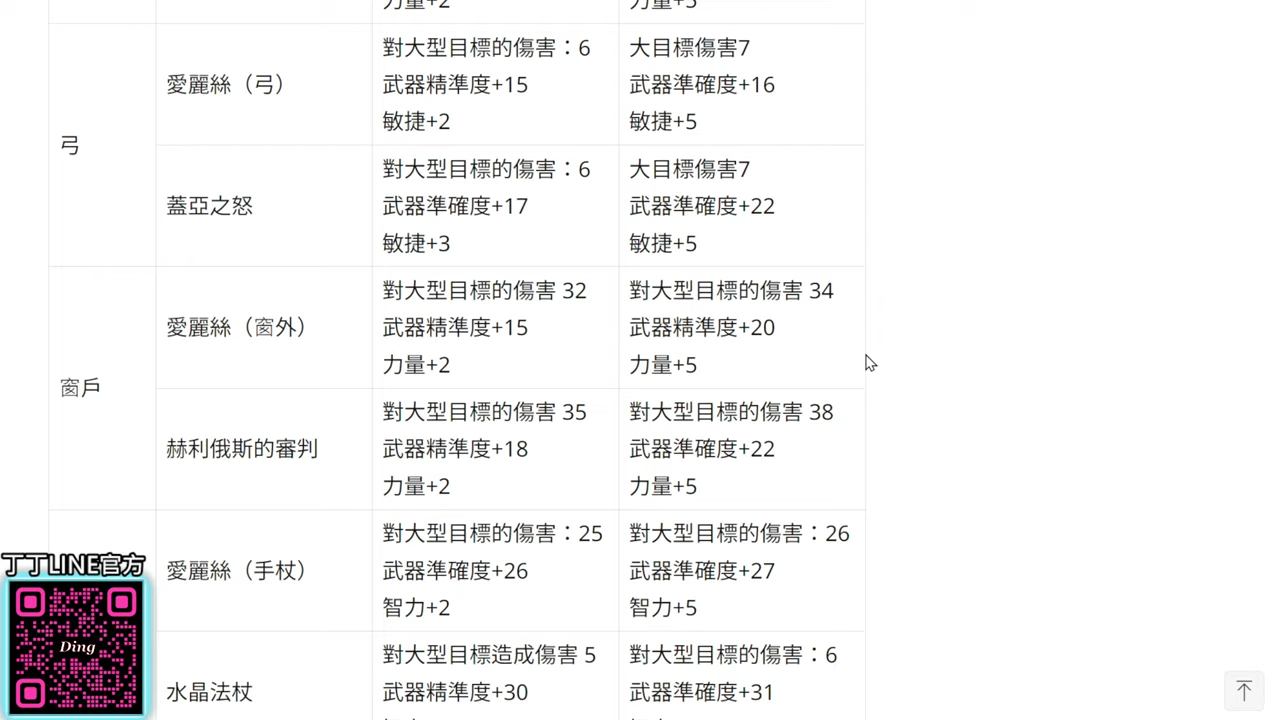 力量+2
力量+5
弓
愛麗絲（弓）
對大型目標的傷害：6
武器精準度+15
敏捷+2
大目標傷害7
武器準確度+16
敏捷+5
蓋亞之怒
對大型目標的傷害：6
武器準確度+17
敏捷+3
大目標傷害7
武器準確度+22
敏捷+5
窗戶
愛麗絲（窗外）
對大型目標的傷害 32
武器精準度+15
力量+2
對大型目標的傷害 34
武器精準度+20
力量+5
赫利俄斯的審判
對大型目標的傷害 35
武器精準度+18
力量+2
對大型目標的傷害 38
武器準確度+22
力量+5
愛麗絲（手杖）
對大型目標的傷害：25
武器準確度+26
智力+2
對大型目標的傷害：26
武器準確度+27
智力+5
水晶法杖
對大型目標造成傷害 5
武器精準度+30
對大型目標的傷害：6
武器準確度+31
丁丁LINE官方
Ding